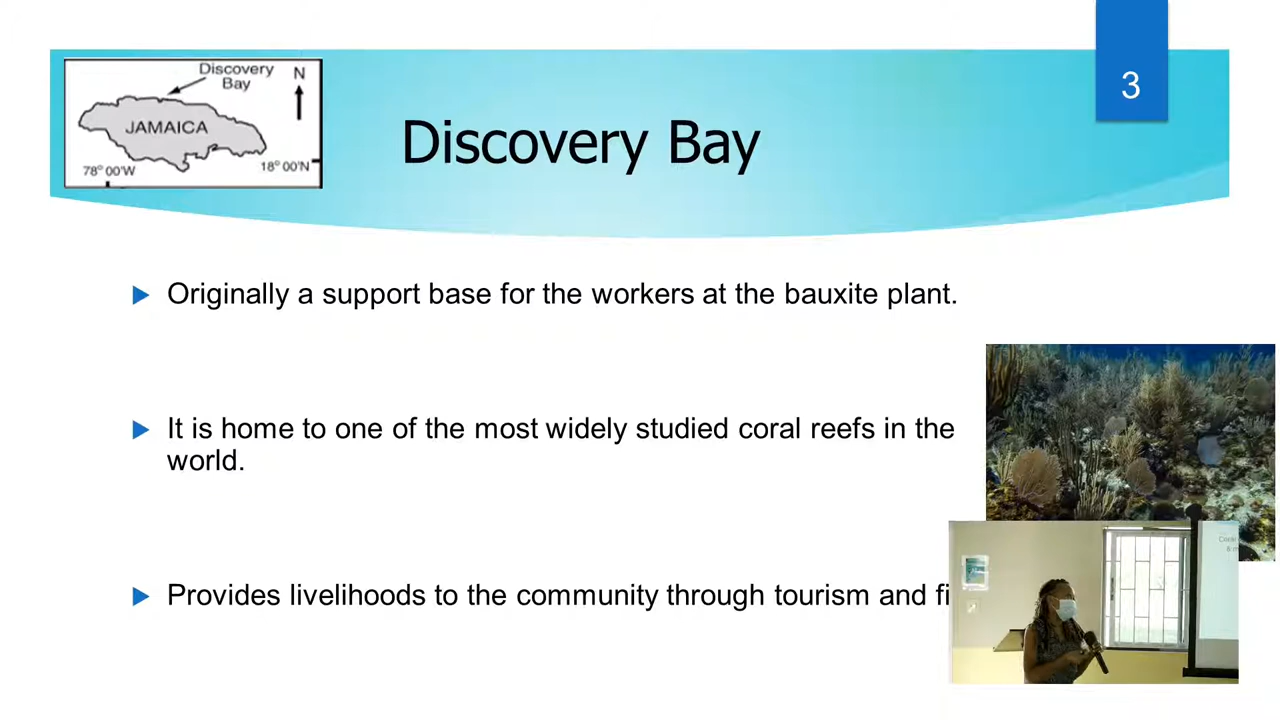 Discovery
Bay
N
JAMAICA
78° 00'W
18° 00'N
3
Discovery Bay
Originally a support base for the workers at the bauxite plant.
It is home to one of the most widely studied coral reefs in the
world.
Provides livelihoods to the community through tourism and fi